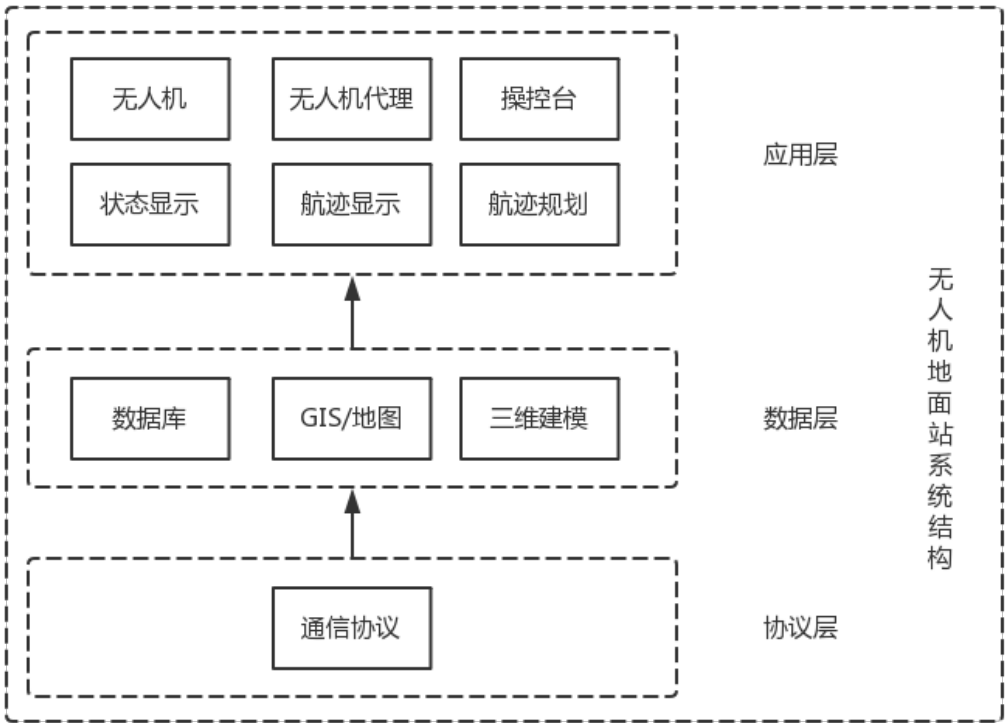 无人机
无人机代理
操控台
状态显示
航迹显示
航迹规划
应用层
数据库
GIS/地图
三维建模
数据层
通信协议
协议层
无人机地面站系统结构